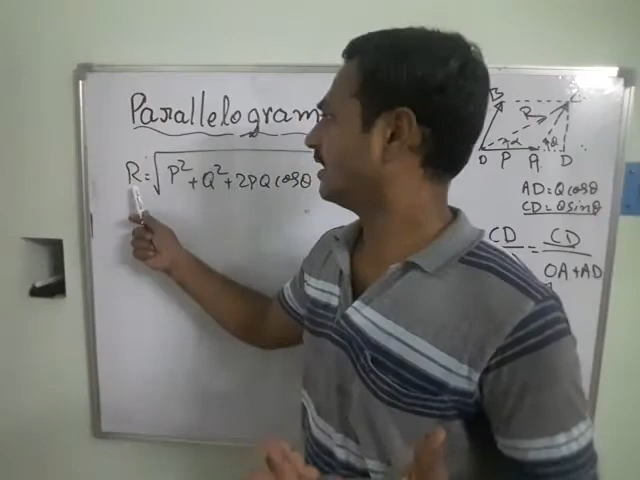 Parallelogram
R = √P² + Q² + 2PQ cosθ
B C
R
α θ
O P A D
AD = Q cosθ
CD = Q sinθ
CD = CD
OA + AD